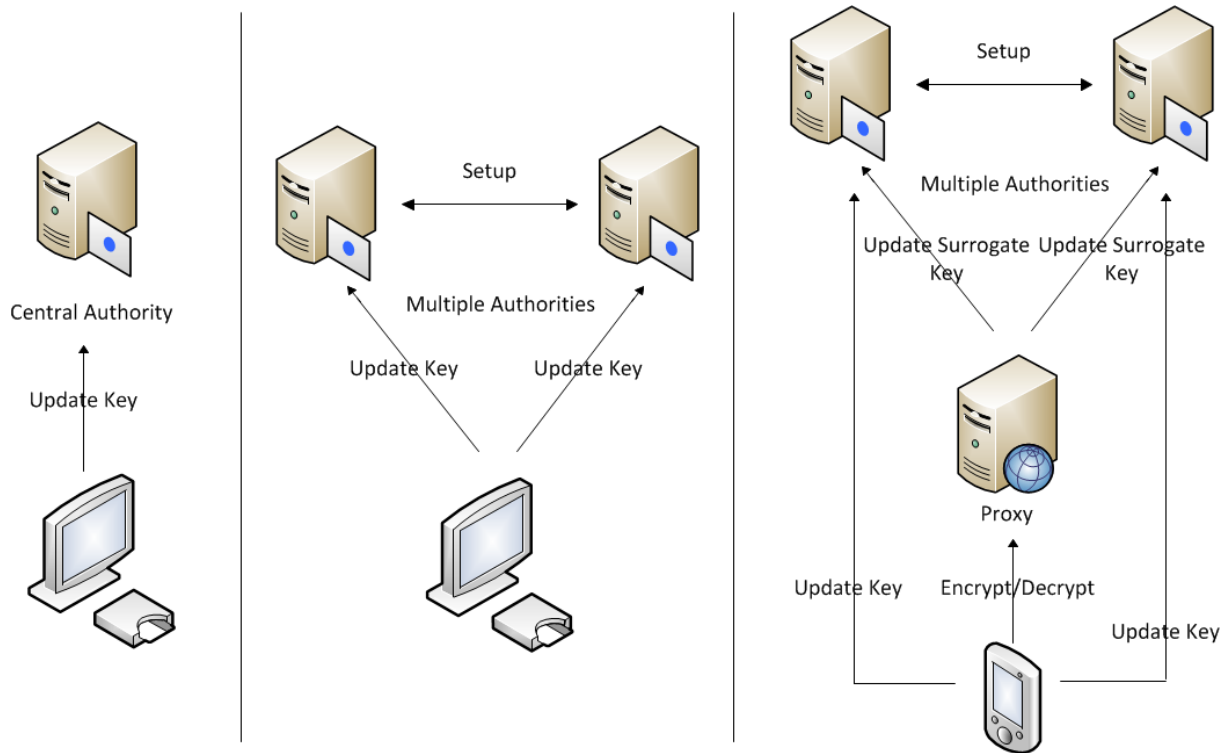 Central Authority
Update Key
Setup
Multiple Authorities
Update Key
Update Key
Setup
Multiple Authorities
Update Surrogate
Key
Update Surrogate
Key
Proxy
Update Key
Encrypt/Decrypt
Update Key